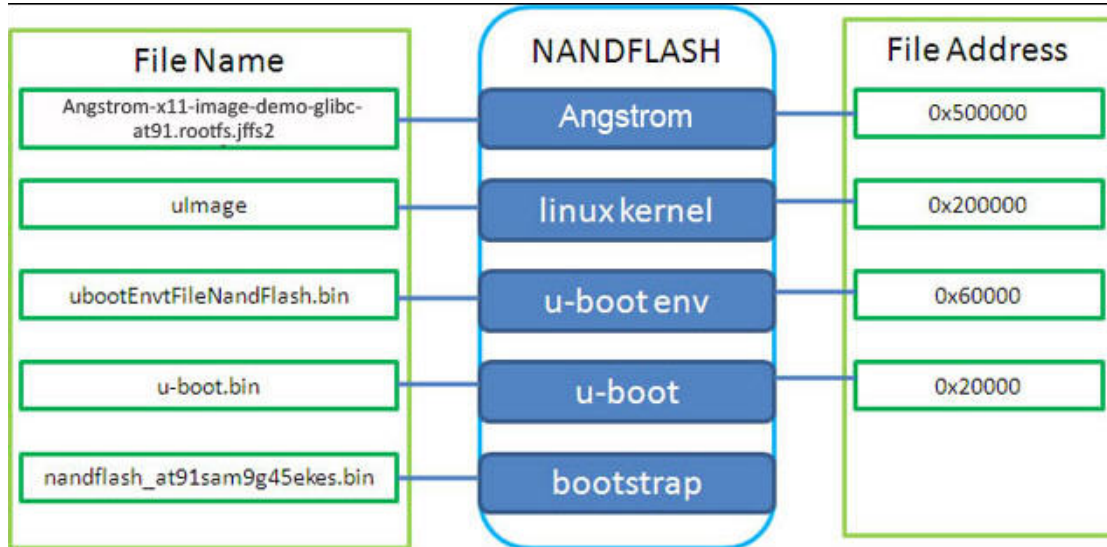 File Name
NANDFLASH
File Address
Angstrom-x11-image-demo-glibc-
at91.rootfs.jffs2
Angstrom
0x500000
uImage
linux kernel
0x200000
ubootEnvtFileNandFlash.bin
u-boot env
0x60000
u-boot.bin
u-boot
0x20000
nandflash_at91sam9g45ekes.bin
bootstrap